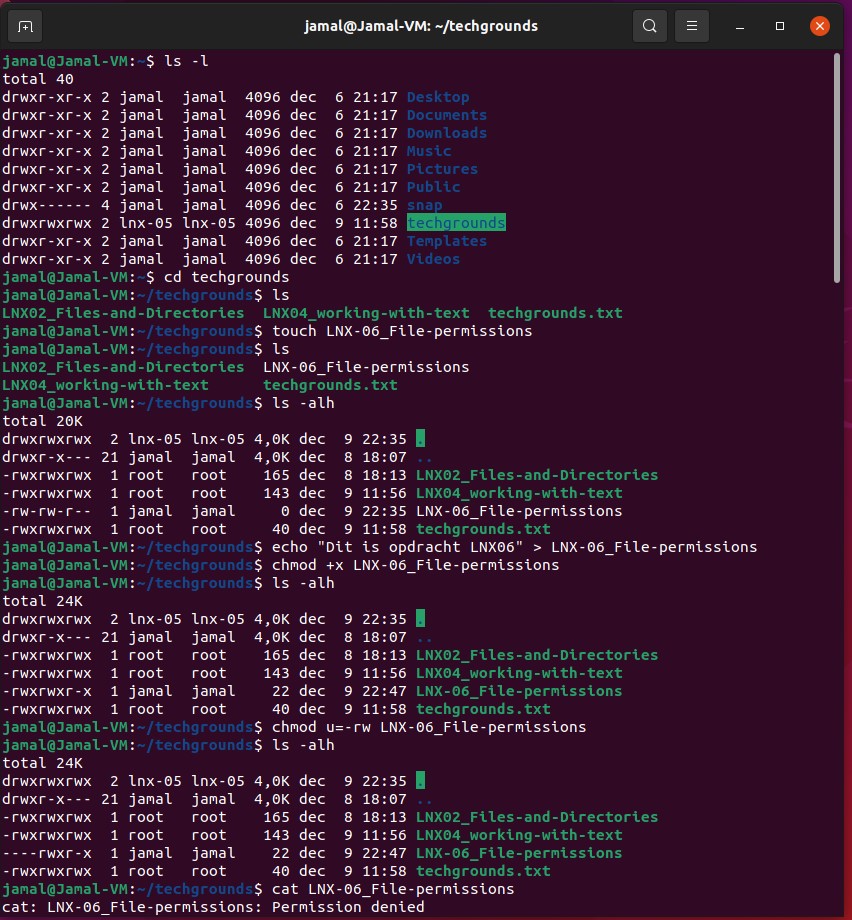 jamal@Jamal-VM: ~/techgrounds
jamal@Jamal-VM:~$ ls -l
total 40
drwxr-xr-x 2 jamal  jamal  4096 dec  6 21:17 Desktop
drwxr-xr-x 2 jamal  jamal  4096 dec  6 21:17 Documents
drwxr-xr-x 2 jamal  jamal  4096 dec  6 21:17 Downloads
drwxr-xr-x 2 jamal  jamal  4096 dec  6 21:17 Music
drwxr-xr-x 2 jamal  jamal  4096 dec  6 21:17 Pictures
drwxr-xr-x 2 jamal  jamal  4096 dec  6 21:17 Public
drwx------ 4 jamal  jamal  4096 dec  6 22:35 snap
drwxrwxrwx 2 lnx-05 lnx-05 4096 dec  9 11:58 techgrounds
drwxr-xr-x 2 jamal  jamal  4096 dec  6 21:17 Templates
drwxr-xr-x 2 jamal  jamal  4096 dec  6 21:17 Videos
jamal@Jamal-VM:~$ cd techgrounds
jamal@Jamal-VM:~/techgrounds$ ls
LNX02_Files-and-Directories  LNX04_working-with-text  techgrounds.txt
jamal@Jamal-VM:~/techgrounds$ touch LNX-06_File-permissions
jamal@Jamal-VM:~/techgrounds$ ls
LNX02_Files-and-Directories  LNX-06_File-permissions
LNX04_working-with-text      techgrounds.txt
jamal@Jamal-VM:~/techgrounds$ ls -alh
total 20K
drwxrwxrwx  2 lnx-05 lnx-05 4,0K dec  9 22:35 .
drwxr-x--- 21 jamal  jamal  4,0K dec  8 18:07 ..
-rwxrwxrwx  1 root   root    165 dec  8 18:13 LNX02_Files-and-Directories
-rwxrwxrwx  1 root   root    143 dec  9 11:56 LNX04_working-with-text
-rw-rw-r--  1 jamal  jamal     0 dec  9 22:35 LNX-06_File-permissions
-rwxrwxrwx  1 root   root     40 dec  9 11:58 techgrounds.txt
jamal@Jamal-VM:~/techgrounds$ echo "Dit is opdracht LNX06" > LNX-06_File-permissions
jamal@Jamal-VM:~/techgrounds$ chmod +x LNX-06_File-permissions
jamal@Jamal-VM:~/techgrounds$ ls -alh
total 24K
drwxrwxrwx  2 lnx-05 lnx-05 4,0K dec  9 22:35 .
drwxr-x--- 21 jamal  jamal  4,0K dec  8 18:07 ..
-rwxrwxrwx  1 root   root    165 dec  8 18:13 LNX02_Files-and-Directories
-rwxrwxrwx  1 root   root    143 dec  9 11:56 LNX04_working-with-text
-rwxrwxr-x  1 jamal  jamal    22 dec  9 22:47 LNX-06_File-permissions
-rwxrwxrwx  1 root   root     40 dec  9 11:58 techgrounds.txt
jamal@Jamal-VM:~/techgrounds$ chmod u=-rw LNX-06_File-permissions
jamal@Jamal-VM:~/techgrounds$ ls -alh
total 24K
drwxrwxrwx  2 lnx-05 lnx-05 4,0K dec  9 22:35 .
drwxr-x--- 21 jamal  jamal  4,0K dec  8 18:07 ..
-rwxrwxrwx  1 root   root    165 dec  8 18:13 LNX02_Files-and-Directories
-rwxrwxrwx  1 root   root    143 dec  9 11:56 LNX04_working-with-text
----rwxr-x  1 jamal  jamal    22 dec  9 22:47 LNX-06_File-permissions
-rwxrwxrwx  1 root   root     40 dec  9 11:58 techgrounds.txt
jamal@Jamal-VM:~/techgrounds$ cat LNX-06_File-permissions
cat: LNX-06_File-permissions: Permission denied